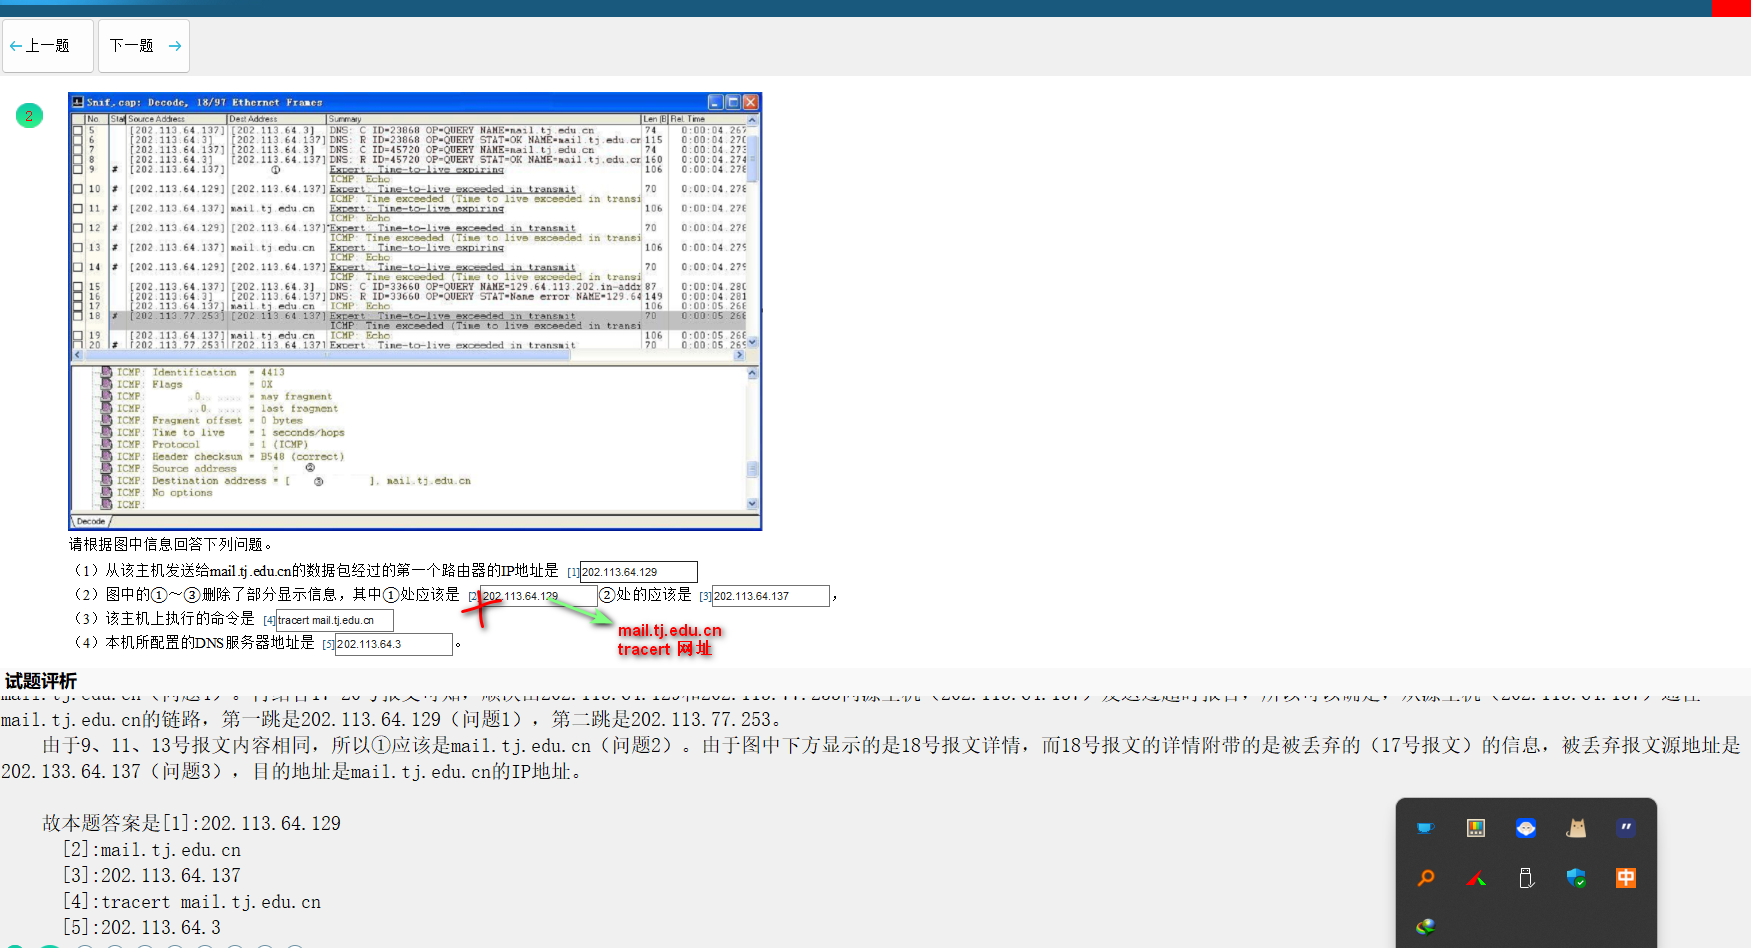 上一题
下一题
2
Snif.cap: Decode, 18/97 Ethernet Frames
No. Stat Source Address Dest Address Summary Len (B Rel. Time
5 [202.113.64.137] [202.113.64.3] DNS: C ID=23868 OP=QUERY NAME=mail.tj.edu.cn 74 0:00:04.267
6 [202.113.64.3] [202.113.64.137] DNS: R ID=23868 OP=QUERY STAT=OK NAME=mail.tj.edu.cn 115 0:00:04.270
7 [202.113.64.137] [202.113.64.3] DNS: C ID=45720 OP=QUERY NAME=mail.tj.edu.cn 74 0:00:04.273
8 [202.113.64.3] [202.113.64.137] DNS: R ID=45720 OP=QUERY STAT=OK NAME=mail.tj.edu.cn 160 0:00:04.274
9 # [202.113.64.137] ① Expert: Time-to-live expiring 106 0:00:04.278
ICMP: Echo
10 # [202.113.64.129] [202.113.64.137] Expert: Time-to-live exceeded in transmit 70 0:00:04.278
ICMP: Time exceeded (Time to live exceeded in transi
11 # [202.113.64.137] mail.tj.edu.cn Expert: Time-to-live expiring 106 0:00:04.278
ICMP: Echo
12 # [202.113.64.129] [202.113.64.137] Expert: Time-to-live exceeded in transmit 70 0:00:04.278
ICMP: Time exceeded (Time to live exceeded in transi
13 # [202.113.64.137] mail.tj.edu.cn Expert: Time-to-live expiring 106 0:00:04.279
ICMP: Echo
14 # [202.113.64.129] [202.113.64.137] Expert: Time-to-live exceeded in transmit 70 0:00:04.279
ICMP: Time exceeded (Time to live exceeded in transi
15 [202.113.64.137] [202.113.64.3] DNS: C ID=33660 OP=QUERY NAME=129.64.113.202.in-addr 87 0:00:04.280
16 [202.113.64.3] [202.113.64.137] DNS: R ID=33660 OP=QUERY STAT=Name error NAME=129.64 149 0:00:04.281
17 [202.113.64.137] mail.tj.edu.cn ICMP: Echo 106 0:00:05.268
18 # [202.113.77.253] [202.113.64.137] Expert: Time-to-live exceeded in transmit 70 0:00:05.268
ICMP: Time exceeded (Time to live exceeded in transi
19 [202.113.64.137] mail.tj.edu.cn ICMP: Echo 106 0:00:05.268
20 # [202.113.77.253] [202.113.64.137] Expert: Time-to-live exceeded in transmit 70 0:00:05.269
ICMP: Identification = 4413
ICMP: Flags = 0X
ICMP: .0.. .... = may fragment
ICMP: ..0. .... = last fragment
ICMP: Fragment offset = 0 bytes
ICMP: Time to live = 1 seconds/hops
ICMP: Protocol = 1 (ICMP)
ICMP: Header checksum = B548 (correct)
ICMP: Source address = ②
ICMP: Destination address = [ ③ ], mail.tj.edu.cn
ICMP: No options
ICMP:
Decode
请根据图中信息回答下列问题。
（1）从该主机发送给mail.tj.edu.cn的数据包经过的第一个路由器的IP地址是 [1] 202.113.64.129
（2）图中的①～③删除了部分显示信息，其中①处应该是 [2] 202.113.64.129 ②处的应该是 [3] 202.113.64.137 ，
（3）该主机上执行的命令是 [4] tracert mail.tj.edu.cn
（4）本机所配置的DNS服务器地址是 [5] 202.113.64.3 。
mail.tj.edu.cn
tracert 网址
试题评析
mail.tj.edu.cn的链路，第一跳是202.113.64.129（问题1），第二跳是202.113.77.253。
由于9、11、13号报文内容相同，所以①应该是mail.tj.edu.cn（问题2）。由于图中下方显示的是18号报文详情，而18号报文的详情附带的是被丢弃的（17号报文）的信息，被丢弃报文源地址是
202.133.64.137（问题3），目的地址是mail.tj.edu.cn的IP地址。
故本题答案是[1]:202.113.64.129
[2]:mail.tj.edu.cn
[3]:202.113.64.137
[4]:tracert mail.tj.edu.cn
[5]:202.113.64.3
中